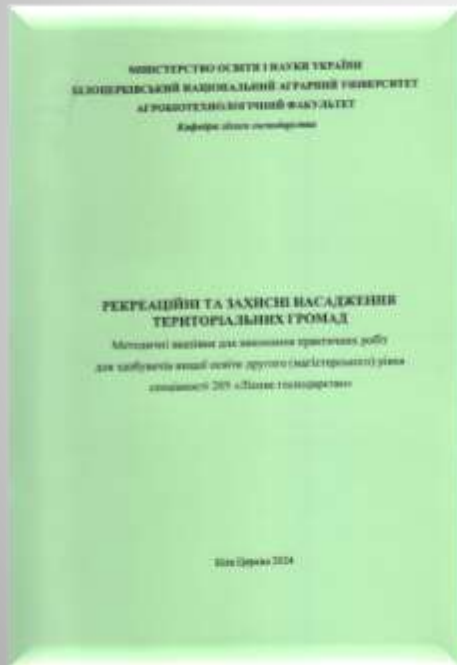 МІНІСТЕРСТВО ОСВІТИ І НАУКИ УКРАЇНИ
БІЛОЦЕРКІВСЬКИЙ НАЦІОНАЛЬНИЙ АГРАРНИЙ УНІВЕРСИТЕТ
АГРОБІОТЕХНОЛОГІЧНИЙ ФАКУЛЬТЕТ
Кафедра лісового господарства
РЕКРЕАЦІЙНІ ТА ЗАХИСНІ НАСАДЖЕННЯ
ТЕРИТОРІАЛЬНИХ ГРОМАД
Методичні вказівки для виконання практичних робіт
для здобувачів вищої освіти другого (магістерського) рівня
спеціальності 205 «Лісове господарство»
Біла Церква 2024